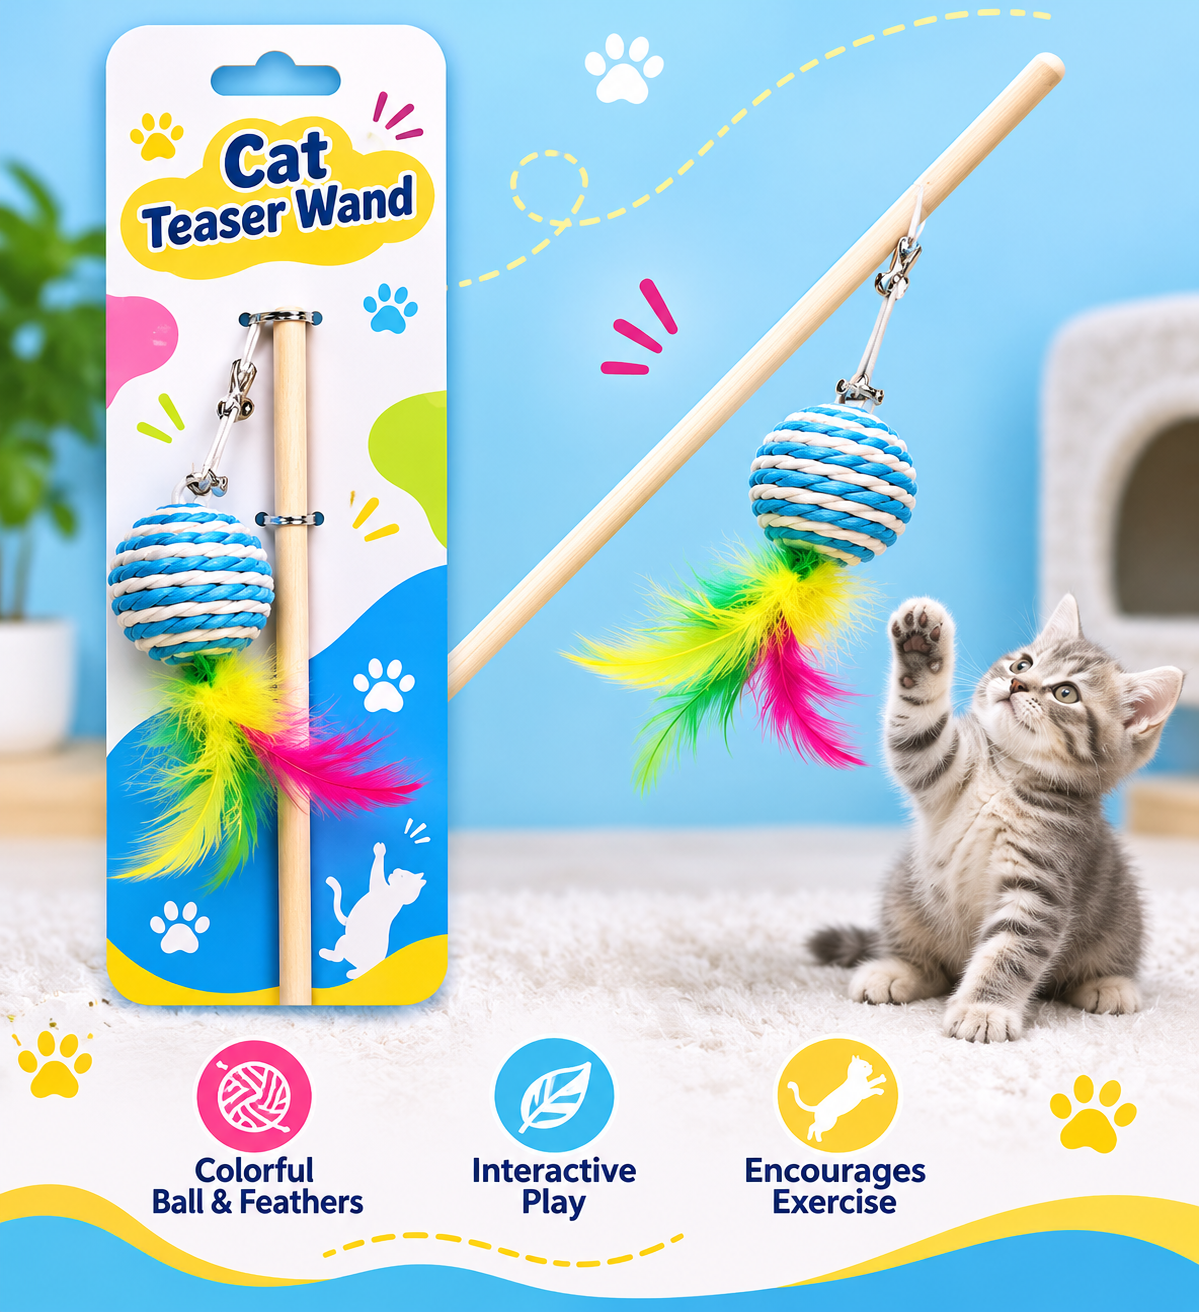 Cat
Teaser Wand
Colorful
Ball & Feathers
Interactive
Play
Encourages
Exercise